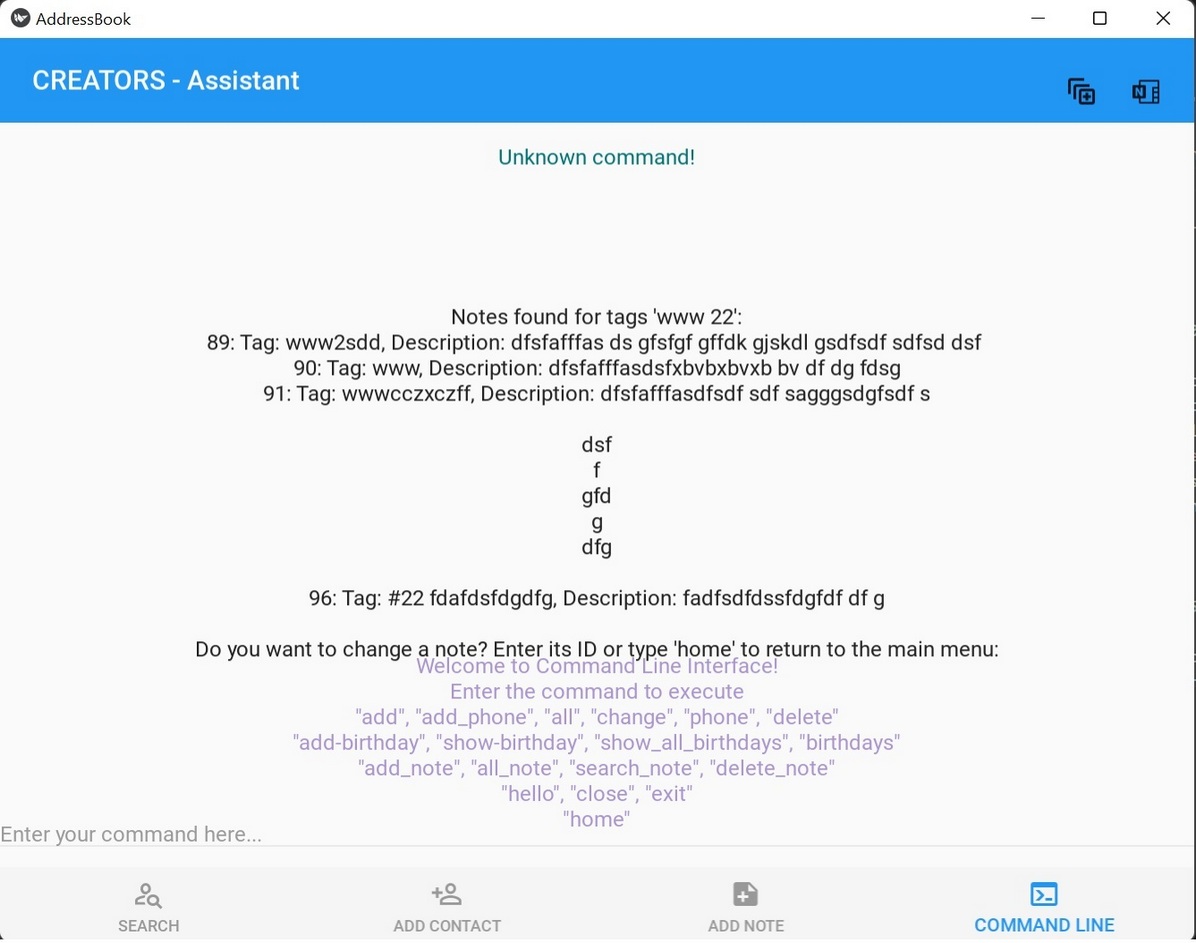 AddressBook
CREATORS - Assistant
Unknown command!
Notes found for tags 'www 22':
89: Tag: www2sdd, Description: dfsfafffas ds gfsfgf gffdk gjskdl gsdfsdf sdfsd dsf
90: Tag: www, Description: dfsfafffasdsfxbvbxbxbvxb bv df dg fdsg
91: Tag: wwwcczxczff, Description: dfsfafffasdfsdf sdf sagggsdgfsdf s
dsf
f
gfd
g
dfg
96: Tag: #22 fdafdsfdgdfg, Description: fadfsdfdssfdgfdf df g
Do you want to change a note? Enter its ID or type 'home' to return to the main menu:
Welcome to Command Line Interface!
Enter the command to execute
"add", "add_phone", "all", "change", "phone", "delete"
"add-birthday", "show-birthday", "show_all_birthdays", "birthdays"
"add_note", "all_note", "search_note", "delete_note"
"hello", "close", "exit"
"home"
Enter your command here...
SEARCH
ADD CONTACT
ADD NOTE
COMMAND LINE